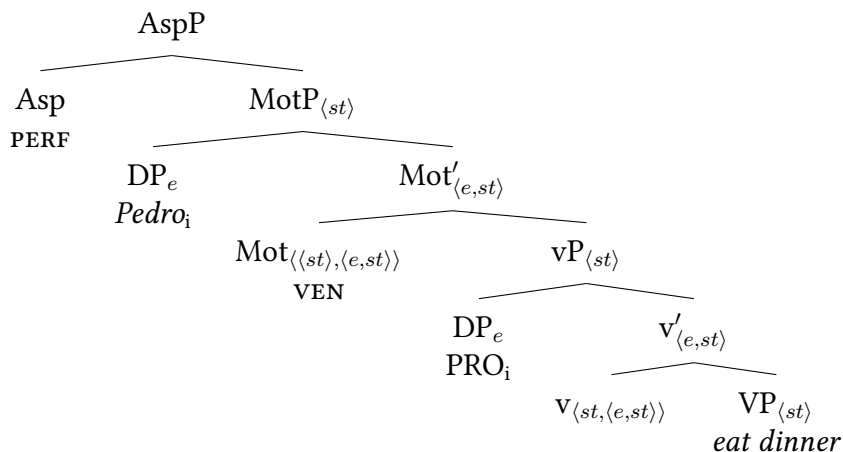 AspP
Asp MotP⟨st⟩
PERF
DPe Mot′⟨e,st⟩
Pedroi
Mot⟨⟨st⟩,⟨e,st⟩⟩ vP⟨st⟩
VEN
DPe v′⟨e,st⟩
PROi
v⟨st,⟨e,st⟩⟩ VP⟨st⟩
eat dinner